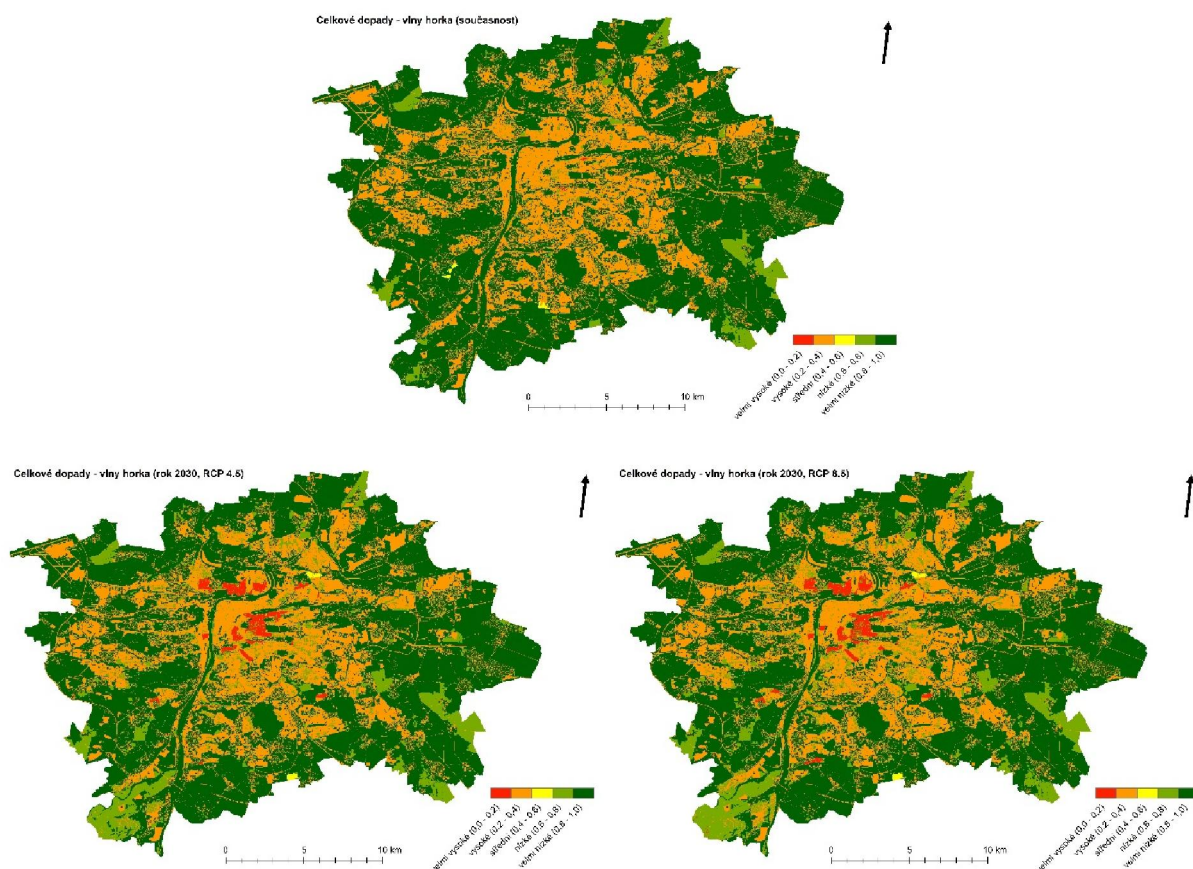 Celkové dopady - vlny horka (současnost)
velmi vysoké (0,0 - 0,2)
vysoké (0,2 - 0,4)
střední (0,4 - 0,6)
nízké (0,6 - 0,8)
velmi nízké (0,8 - 1,0)
0 5 10 km
Celkové dopady - vlny horka (rok 2030, RCP 4.5)
velmi vysoké (0,0 - 0,2)
vysoké (0,2 - 0,4)
střední (0,4 - 0,6)
nízké (0,6 - 0,8)
velmi nízké (0,8 - 1,0)
0 5 10 km
Celkové dopady - vlny horka (rok 2030, RCP 8.5)
velmi vysoké (0,0 - 0,2)
vysoké (0,2 - 0,4)
střední (0,4 - 0,6)
nízké (0,6 - 0,8)
velmi nízké (0,8 - 1,0)
0 5 10 km